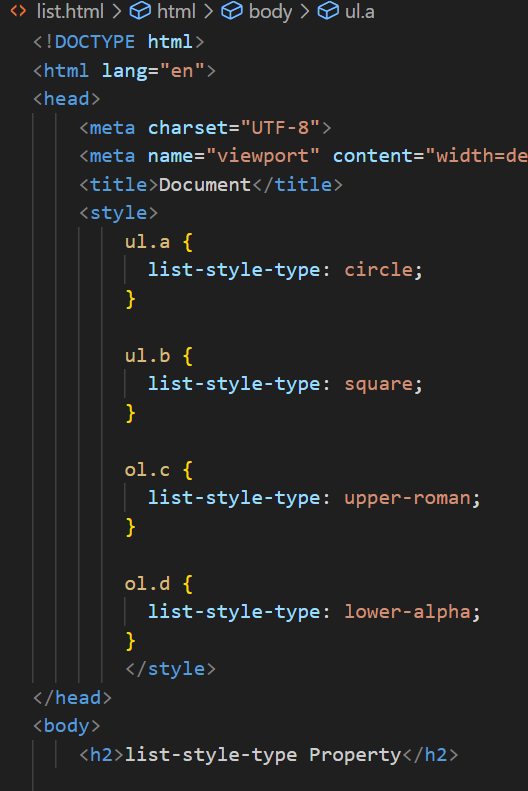 <> list.html > html > body > ul.a
<!DOCTYPE html>
<html lang="en">
<head>
    <meta charset="UTF-8">
    <meta name="viewport" content="width=de
    <title>Document</title>
    <style>
        ul.a {
          list-style-type: circle;
        }

        ul.b {
          list-style-type: square;
        }

        ol.c {
          list-style-type: upper-roman;
        }

        ol.d {
          list-style-type: lower-alpha;
        }
        </style>
</head>
<body>
    <h2>list-style-type Property</h2>